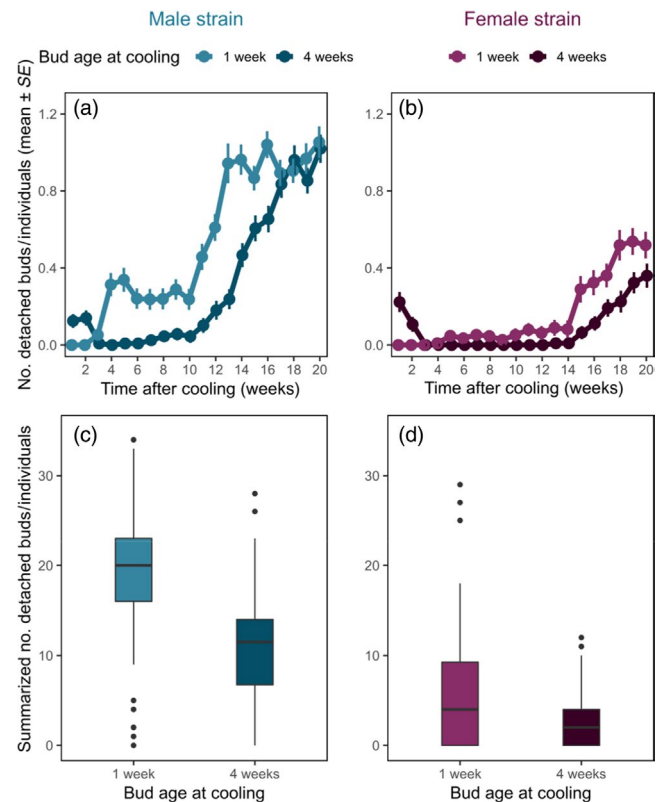 Male strain
Female strain
Bud age at cooling
1 week
4 weeks
1 week
4 weeks
No. detached buds/individuals (mean ± SE)
(a)
1.2
0.8
0.4
0.0
2 4 6 8 10 12 14 16 18 20
Time after cooling (weeks)
(b)
1.2
0.8
0.4
0.0
2 4 6 8 10 12 14 16 18 20
Time after cooling (weeks)
Summarized no. detached buds/individuals
(c)
30
20
10
0
1 week
4 weeks
Bud age at cooling
(d)
30
20
10
0
1 week
4 weeks
Bud age at cooling